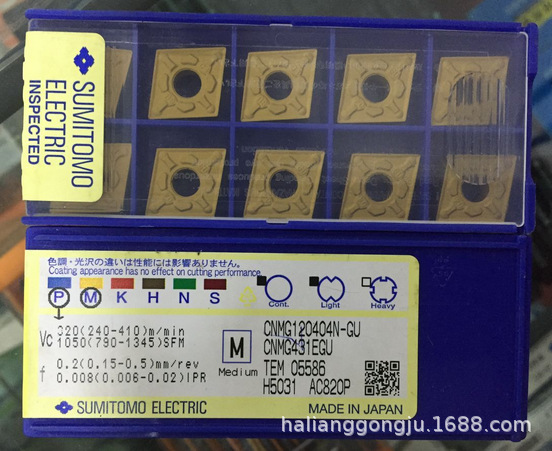 SUMITOMO
ELECTRIC
INSPECTED
色調・光沢の違いは性能には影響ありません。
Coating appearance has no effect on cutting performance
P M K H N S
Cont. Light Heavy
Vc 320(240-410)m/min
1050(790-1345)SFM
f 0.2(0.15-0.5)mm/rev
0.008(0.006-0.02)IPR
M
Medium
CNMG120404N-GU
CNMG431EGU
TEM 05586
H5031 AC820P
SUMITOMO ELECTRIC
MADE IN JAPAN
halianggongju.1688.com